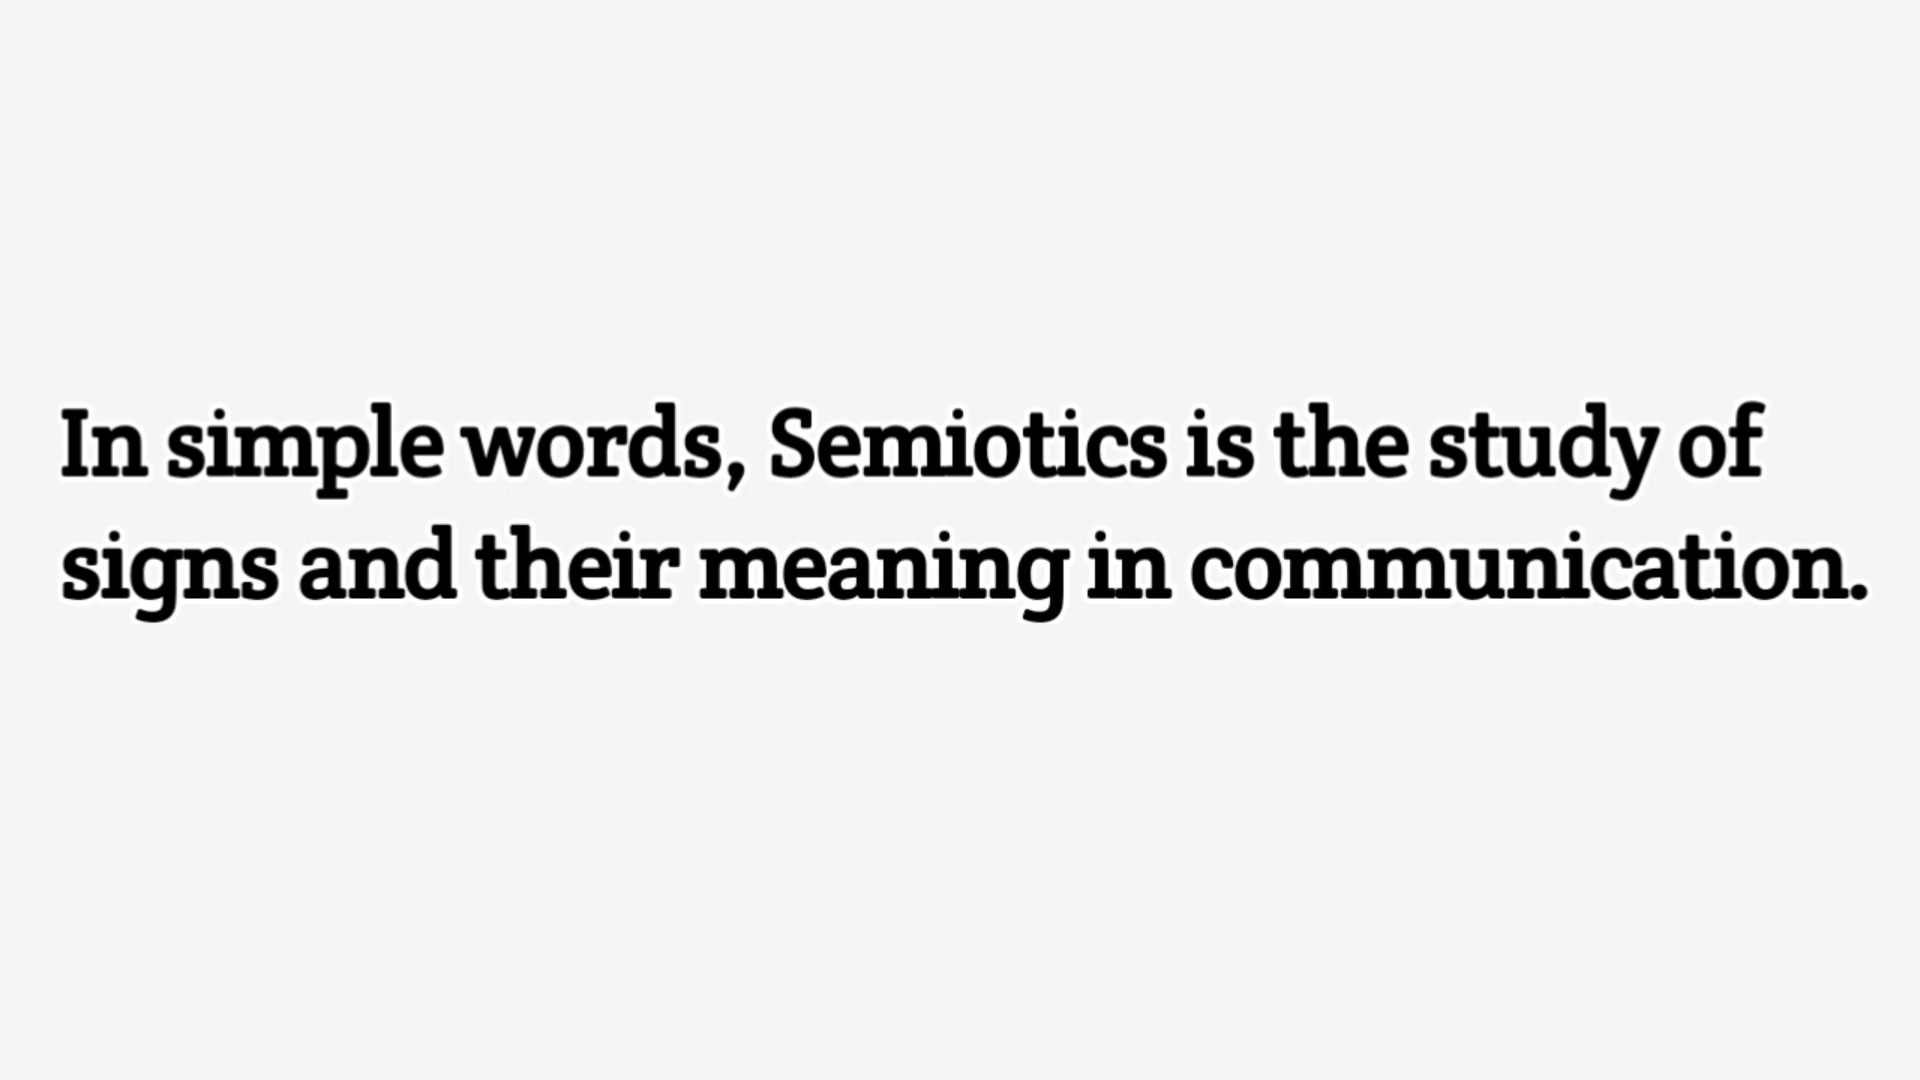 In simple words, Semiotics is the study of
signs and their meaning in communication.